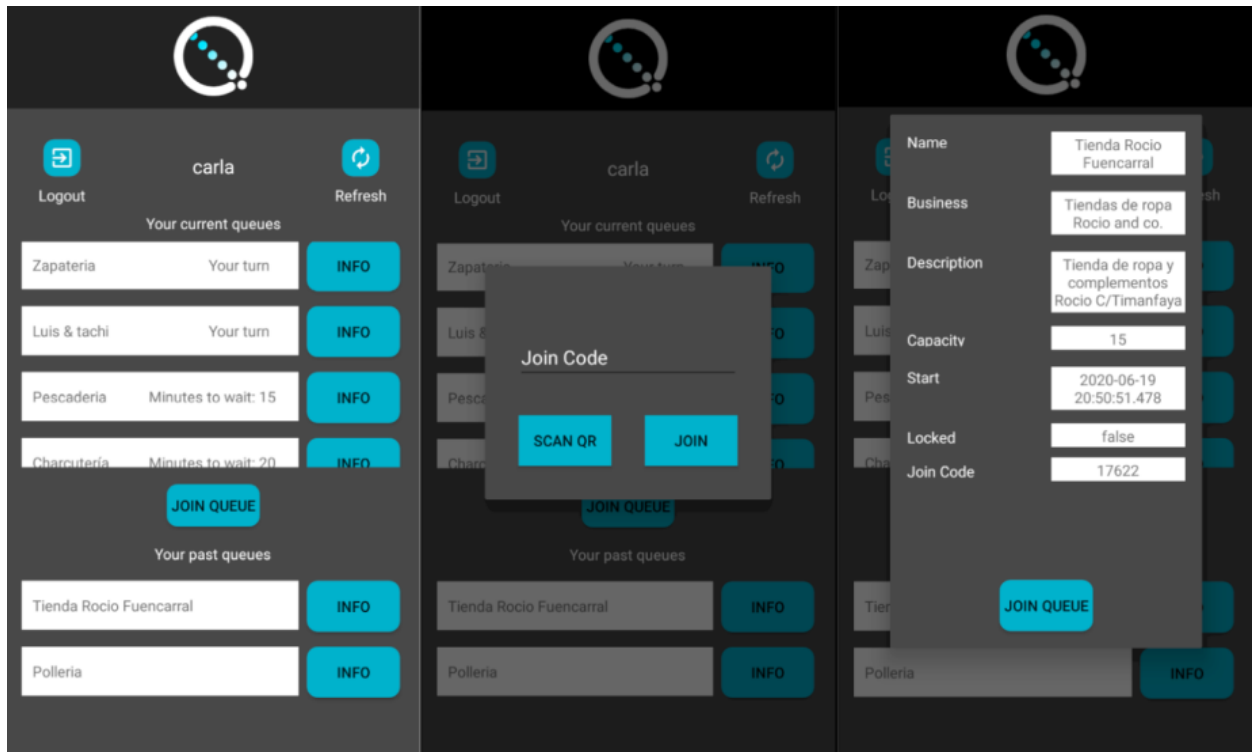 carla
Logout
Refresh
Your current queues
Zapateria Your turn INFO
Luis & tachi Your turn INFO
Pescaderia Minutes to wait: 15 INFO
Charcutería Minutes to wait: 20 INFO
JOIN QUEUE
Your past queues
Tienda Rocio Fuencarral INFO
Polleria INFO
carla
Logout
Refresh
Your current queues
Join Code
SCAN QR JOIN
JOIN QUEUE
Your past queues
Tienda Rocio Fuencarral INFO
Polleria INFO
Name Tienda Rocio
Fuencarral
Business Tiendas de ropa
Rocio and co.
Description Tienda de ropa y
complementos
Rocio C/Timanfaya
Capacity 15
Start 2020-06-19
20:50:51.478
Locked false
Join Code 17622
JOIN QUEUE
Polleria INFO